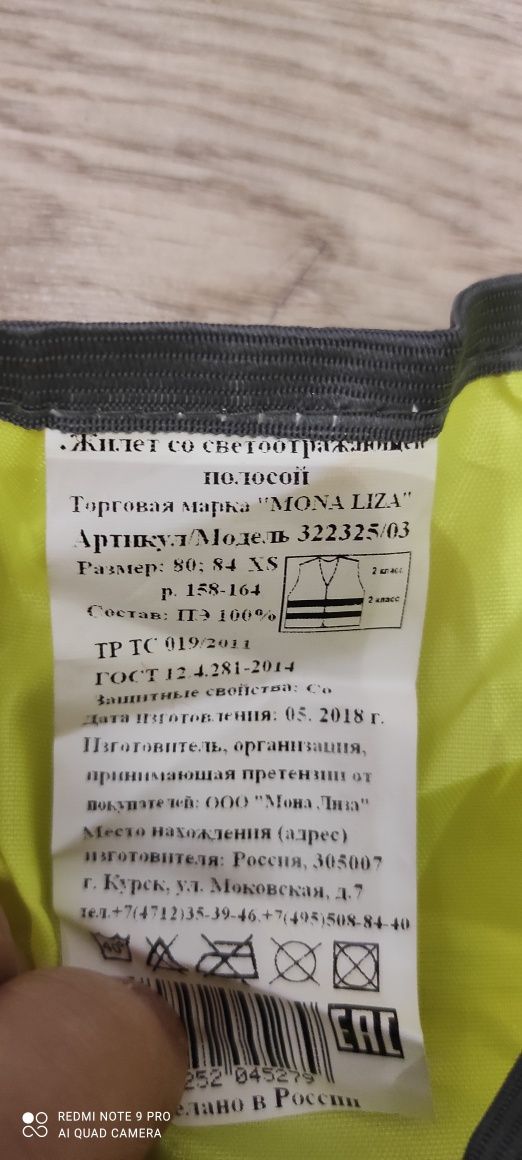 Жилет со светоотражающей
полосой
Торговая марка "MONA LIZA"
Артикул/Модель 322325/03
Размер: 80; 84 XS
р. 158-164
2 класс
2 класс
Состав: ПЭ 100%
ТР ТС 019/2011
ГОСТ 12.4.281-2014
Защитные свойства: Со
Дата изготовления: 05. 2018 г.
Изготовитель, организация,
принимающая претензии от
покупателей: ООО "Мона Лиза"
Место нахождения (адрес)
изготовителя: Россия, 305007
г. Курск, ул. Моковская, д.7
тел.+7(4712)35-39-46,+7(495)508-84-40
40°
EAC
252 045279
елано в России
REDMI NOTE 9 PRO
AI QUAD CAMERA